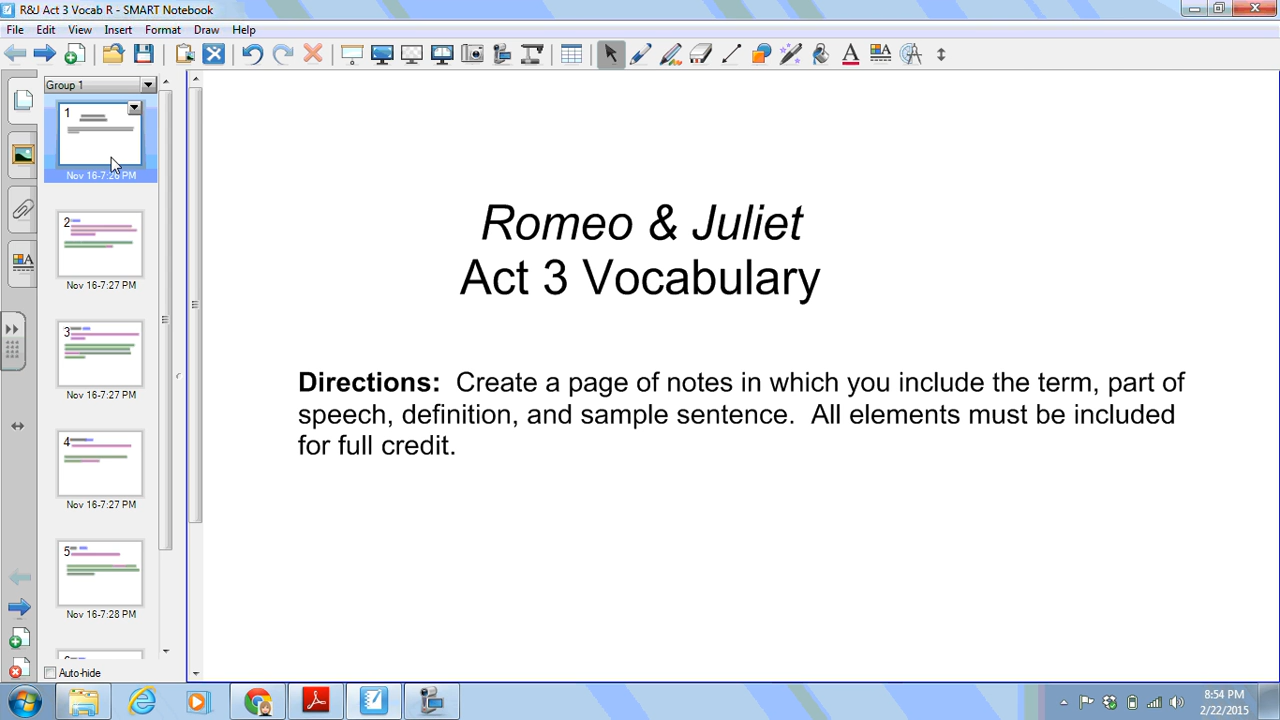 R&J Act 3 Vocab R - SMART Notebook
File Edit View Insert Format Draw Help
Group 1
1
Nov 16-7:26 PM
2
Nov 16-7:27 PM
3
Nov 16-7:27 PM
4
Nov 16-7:27 PM
5
Nov 16-7:28 PM
Auto-hide
Romeo & Juliet
Act 3 Vocabulary
Directions:  Create a page of notes in which you include the term, part of
speech, definition, and sample sentence.  All elements must be included
for full credit.
8:54 PM
2/22/2015